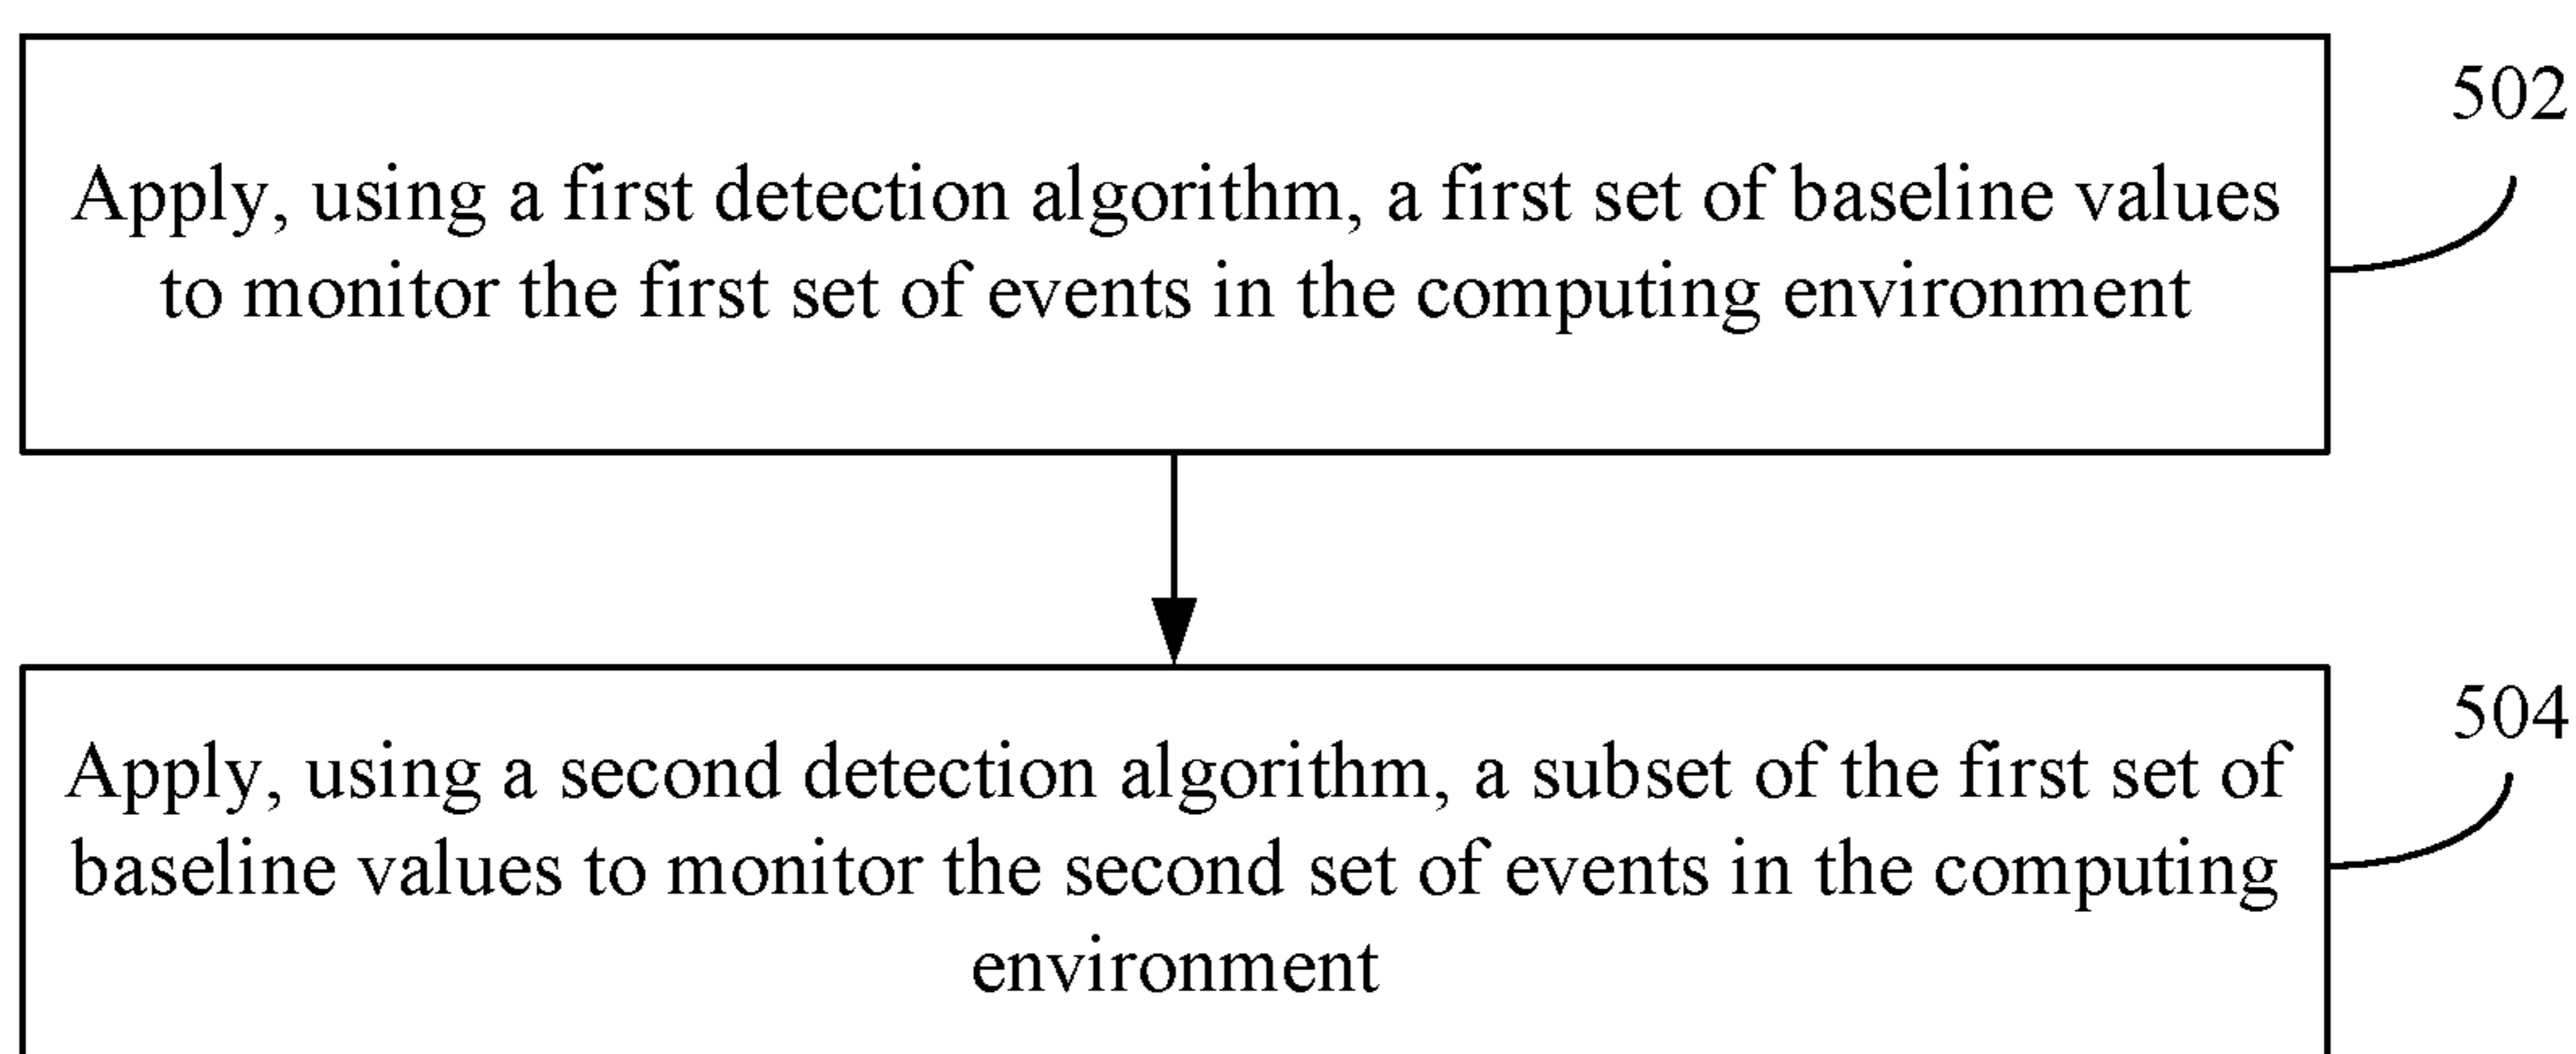 502
Apply, using a first detection algorithm, a first set of baseline values
to monitor the first set of events in the computing environment
504
Apply, using a second detection algorithm, a subset of the first set of
baseline values to monitor the second set of events in the computing
environment